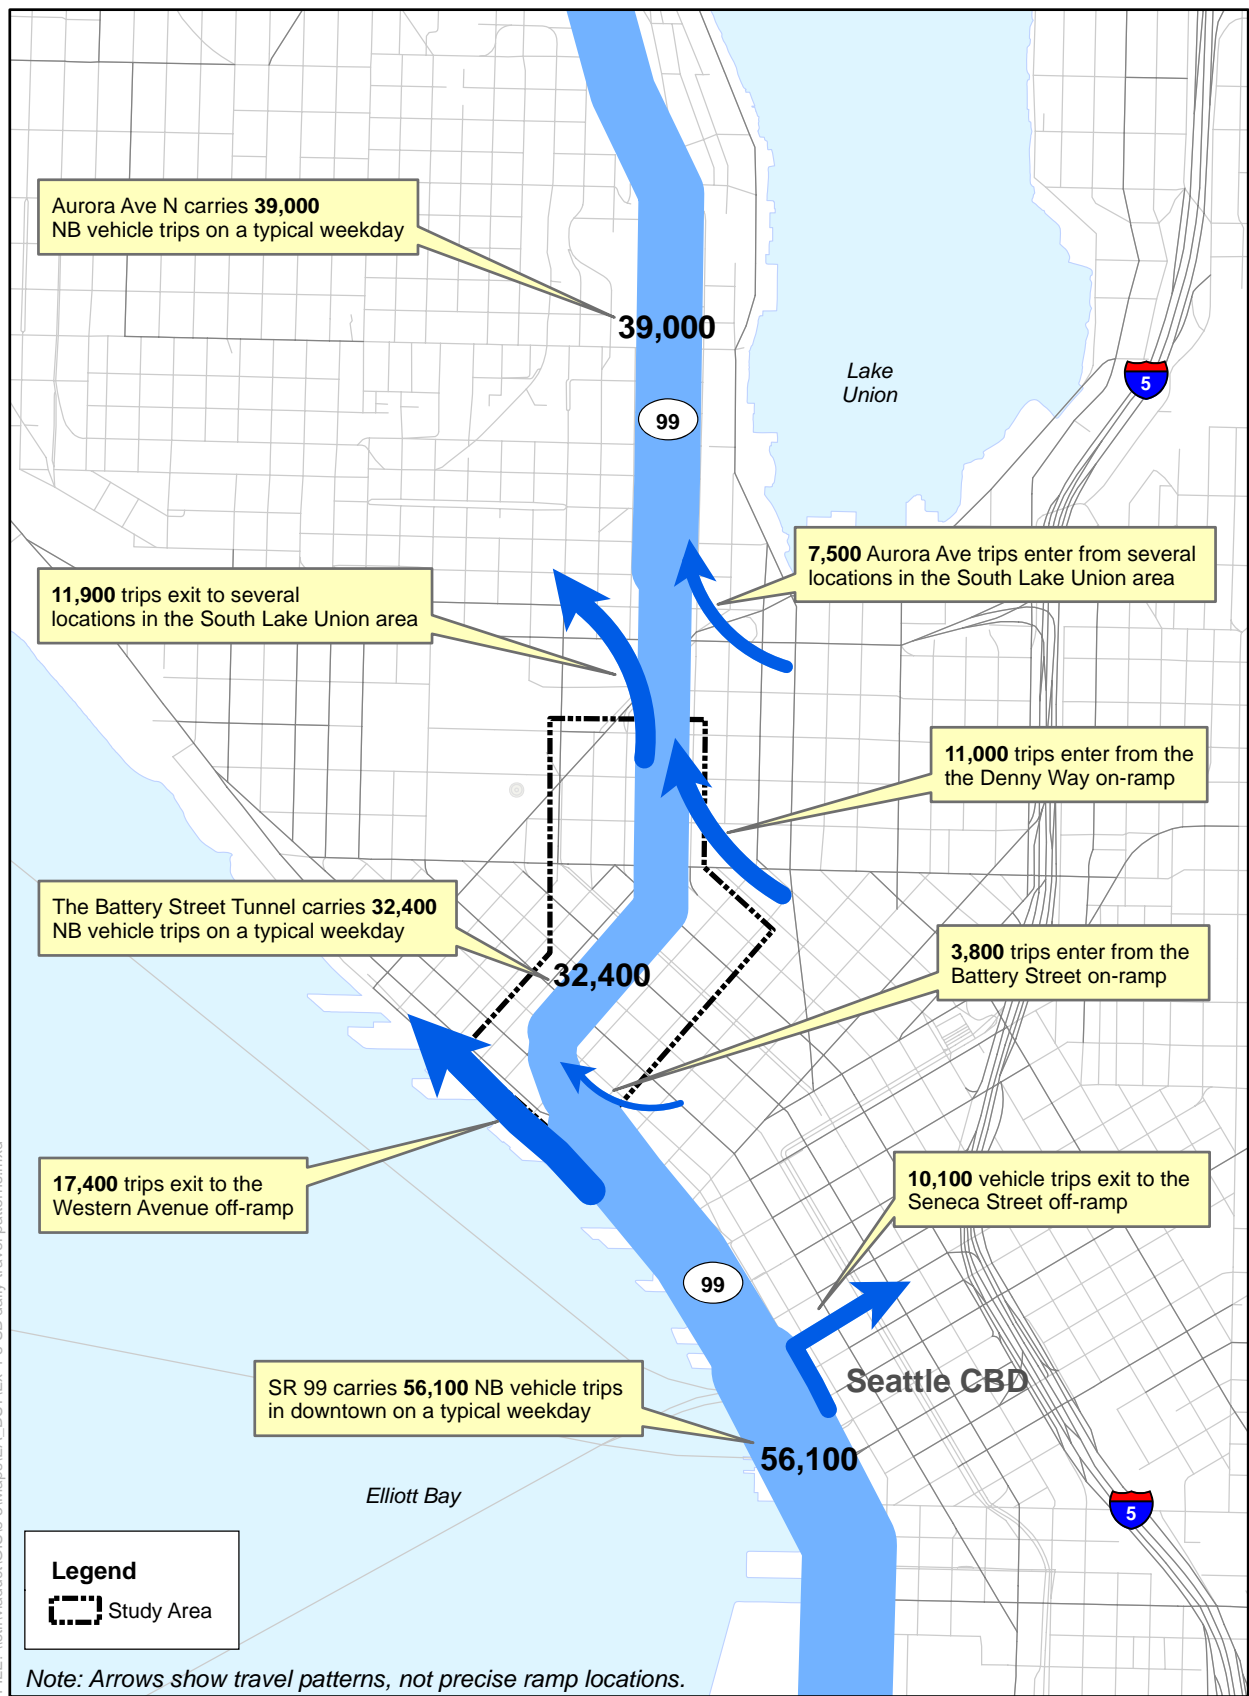 Aurora Ave N carries 39,000
NB vehicle trips on a typical weekday
39,000
Lake
Union
5
99
7,500 Aurora Ave trips enter from several
locations in the South Lake Union area
11,900 trips exit to several
locations in the South Lake Union area
11,000 trips enter from the
the Denny Way on-ramp
The Battery Street Tunnel carries 32,400
NB vehicle trips on a typical weekday
32,400
3,800 trips enter from the
Battery Street on-ramp
17,400 trips exit to the
Western Avenue off-ramp
10,100 vehicle trips exit to the
Seneca Street off-ramp
99
SR 99 carries 56,100 NB vehicle trips
in downtown on a typical weekday
Seattle CBD
56,100
Elliott Bay
5
Legend
Study Area
Note: Arrows show travel patterns, not precise ramp locations.